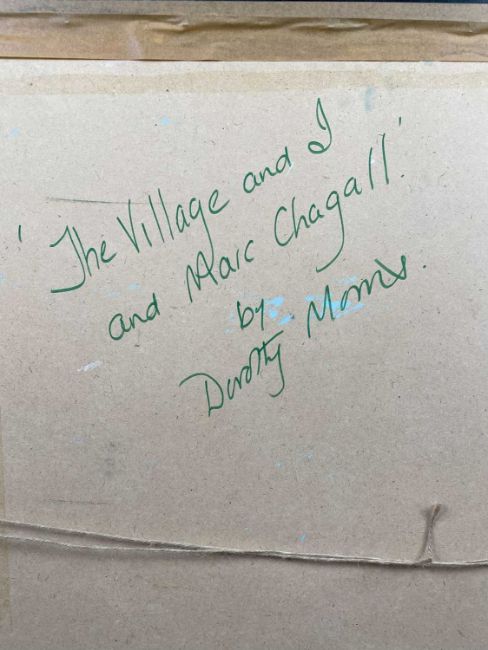 'The Village and I
and Marc Chagall.'
by
Dorothy Morris.